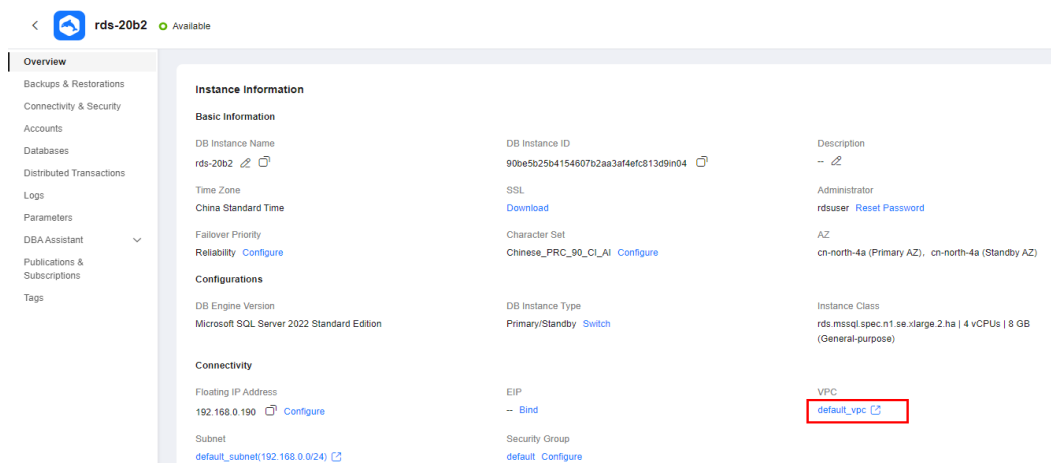 rds-20b2 Available
Overview
Backups & Restorations
Connectivity & Security
Accounts
Databases
Distributed Transactions
Logs
Parameters
DBA Assistant
Publications &
Subscriptions
Tags
Instance Information
Basic Information
DB Instance Name
rds-20b2
DB Instance ID
90be5b25b4154607b2aa3af4efc813d9in04
Description
--
Time Zone
China Standard Time
SSL
Download
Administrator
rdsuser Reset Password
Failover Priority
Reliability Configure
Character Set
Chinese_PRC_90_CI_AI Configure
AZ
cn-north-4a (Primary AZ), cn-north-4a (Standby AZ)
Configurations
DB Engine Version
Microsoft SQL Server 2022 Standard Edition
DB Instance Type
Primary/Standby Switch
Instance Class
rds.mssql.spec.n1.se.xlarge.2.ha | 4 vCPUs | 8 GB
(General-purpose)
Connectivity
Floating IP Address
192.168.0.190 Configure
EIP
-- Bind
VPC
default_vpc
Subnet
default_subnet(192.168.0.0/24)
Security Group
default Configure